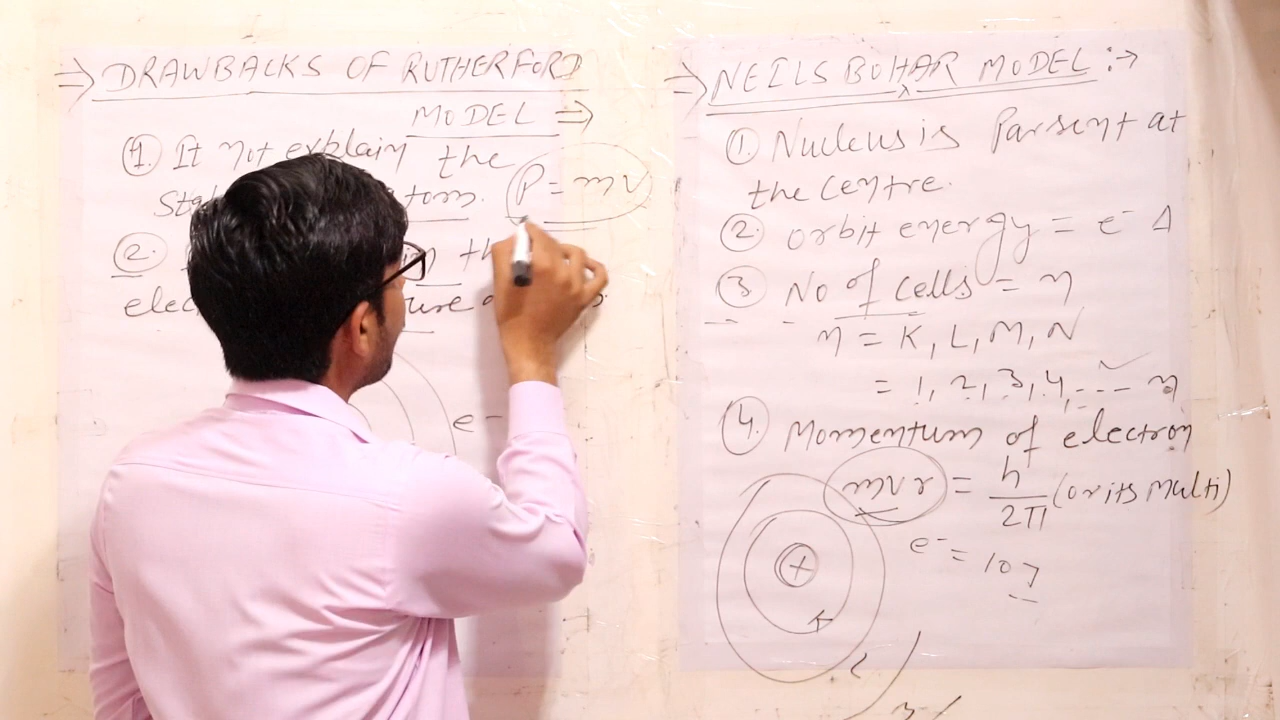 ⇒ DRAWBACKS OF RUTHERFORD
MODEL ⇒
1. It not explain the
toms. P = mv
2.
elec
e-
⇒ NEILS BOHAR MODEL :→
1 Nucleus is Parsent at
the Centre.
2. orbit energy = e- Δ
3 No of cells = n
n = K, L, M, N
= 1, 2, 3, 4, --- n
4. Momentum of electron
mvr = h/2π (or its Multi)
e- = 10 J
+
K
L